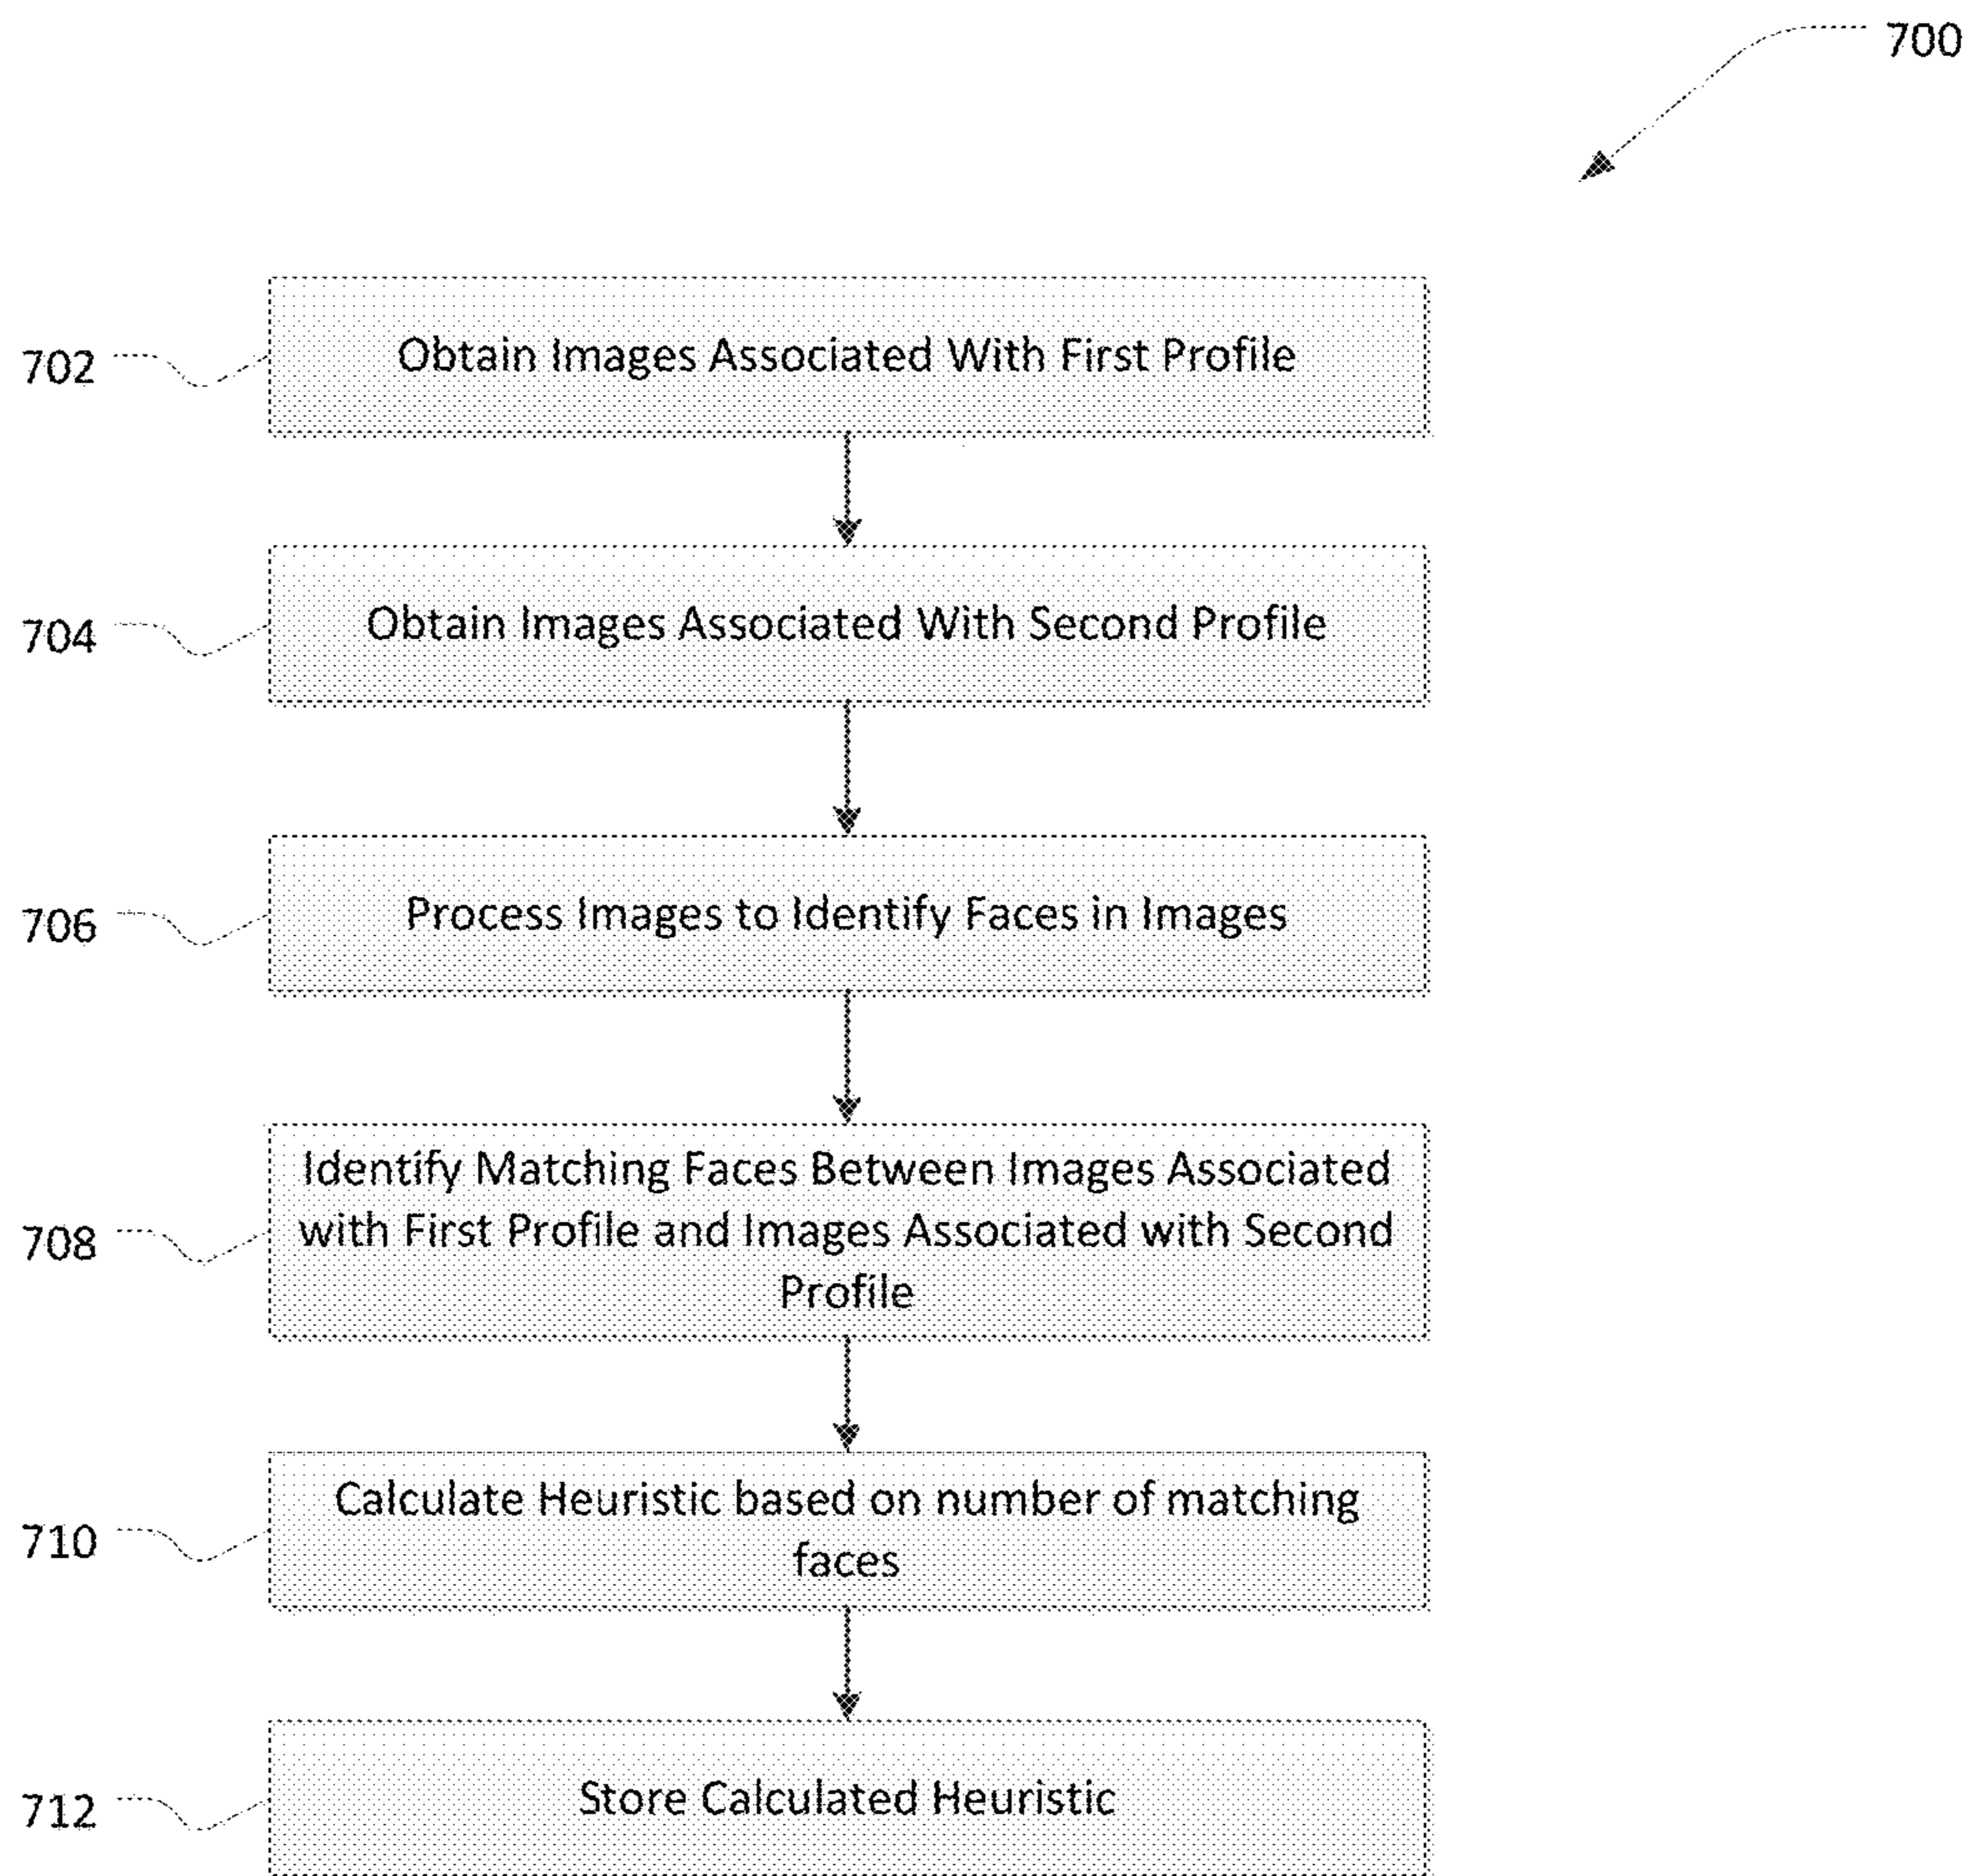 700
702
Obtain Images Associated With First Profile
704
Obtain Images Associated With Second Profile
706
Process Images to Identify Faces in Images
708
Identify Matching Faces Between Images Associated
with First Profile and Images Associated with Second
Profile
710
Calculate Heuristic based on number of matching
faces
712
Store Calculated Heuristic